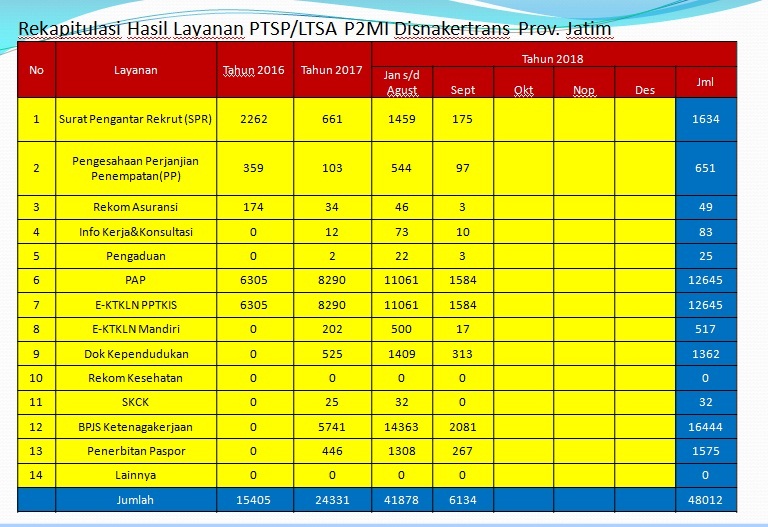 Rekapitulasi Hasil Layanan PTSP/LTSA P2MI Disnakertrans Prov. Jatim
No Layanan Tahun 2016 Tahun 2017 Tahun 2018
Jan s/d Agust Sept Okt Nop Des Jml
1 Surat Pengantar Rekrut (SPR) 2262 661 1459 175 1634
2 Pengesahaan Perjanjian Penempatan(PP) 359 103 544 97 651
3 Rekom Asuransi 174 34 46 3 49
4 Info Kerja&Konsultasi 0 12 73 10 83
5 Pengaduan 0 2 22 3 25
6 PAP 6305 8290 11061 1584 12645
7 E-KTKLN PPTKIS 6305 8290 11061 1584 12645
8 E-KTKLN Mandiri 0 202 500 17 517
9 Dok Kependudukan 0 525 1409 313 1362
10 Rekom Kesehatan 0 0 0 0 0
11 SKCK 0 25 32 0 32
12 BPJS Ketenagakerjaan 0 5741 14363 2081 16444
13 Penerbitan Paspor 0 446 1308 267 1575
14 Lainnya 0 0 0 0 0
Jumlah 15405 24331 41878 6134 48012